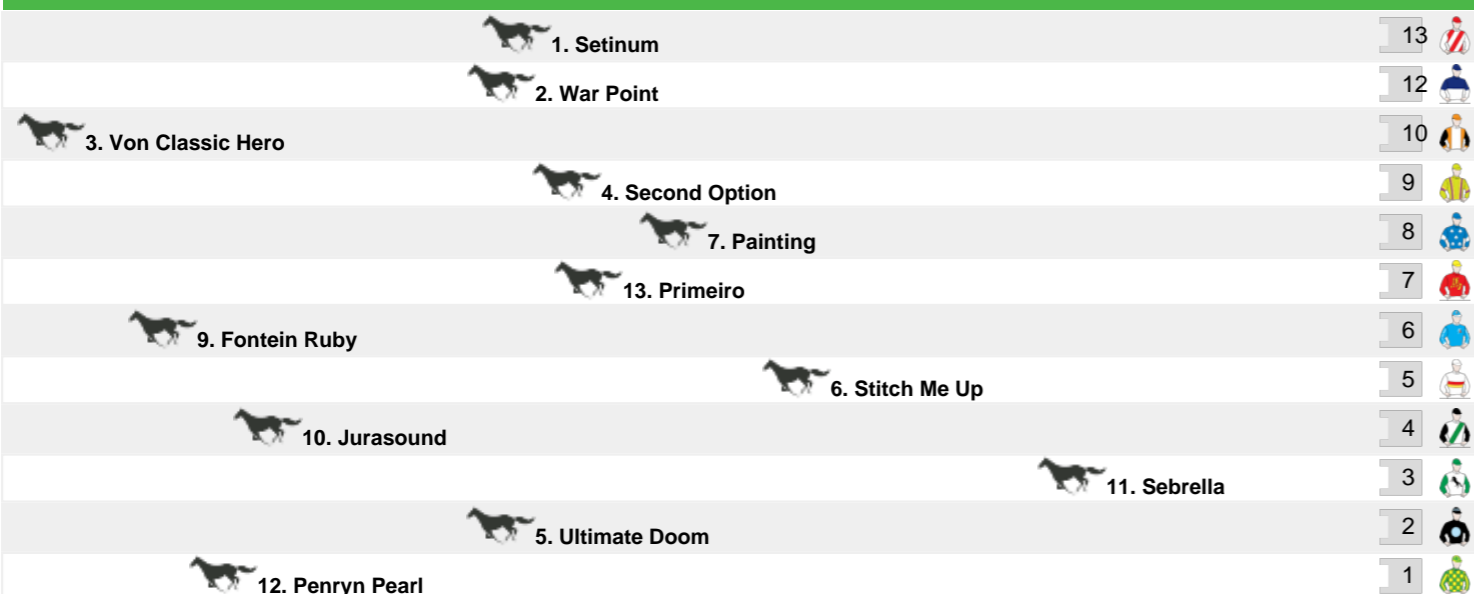 1. Setinum 13
2. War Point 12
3. Von Classic Hero 10
4. Second Option 9
7. Painting 8
13. Primeiro 7
9. Fontein Ruby 6
6. Stitch Me Up 5
10. Jurasound 4
11. Sebrella 3
5. Ultimate Doom 2
12. Penryn Pearl 1